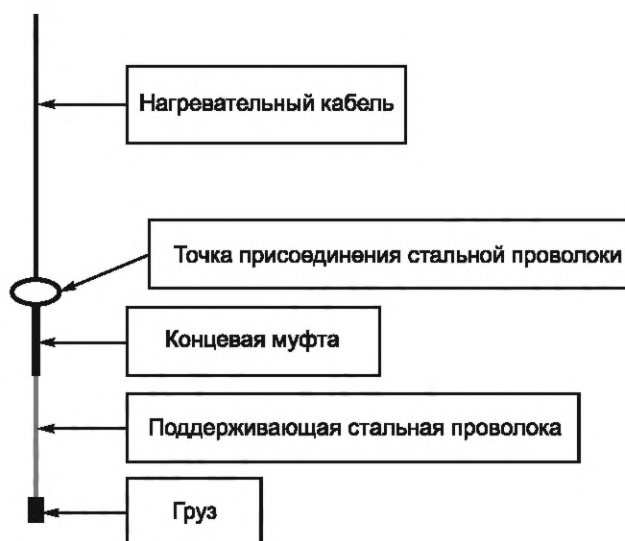 Нагревательный кабель
Точка присоединения стальной проволоки
Концевая муфта
Поддерживающая стальная проволока
Груз